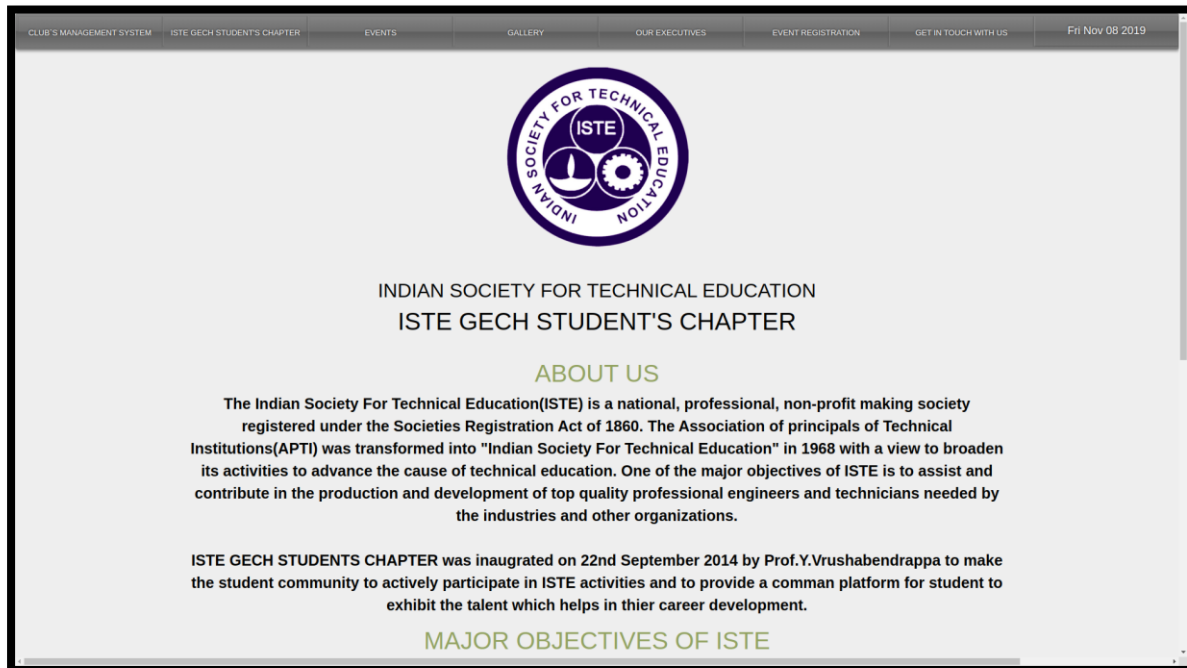 CLUB'S MANAGEMENT SYSTEM
ISTE GECH STUDENT'S CHAPTER
EVENTS
GALLERY
OUR EXECUTIVES
EVENT REGISTRATION
GET IN TOUCH WITH US
Fri Nov 08 2019
INDIAN SOCIETY FOR TECHNICAL EDUCATION
ISTE
INDIAN SOCIETY FOR TECHNICAL EDUCATION
ISTE GECH STUDENT'S CHAPTER
ABOUT US
The Indian Society For Technical Education(ISTE) is a national, professional, non-profit making society
registered under the Societies Registration Act of 1860. The Association of principals of Technical
Institutions(APTI) was transformed into "Indian Society For Technical Education" in 1968 with a view to broaden
its activities to advance the cause of technical education. One of the major objectives of ISTE is to assist and
contribute in the production and development of top quality professional engineers and technicians needed by
the industries and other organizations.
ISTE GECH STUDENTS CHAPTER was inaugrated on 22nd September 2014 by Prof.Y.Vrushabendrappa to make
the student community to actively participate in ISTE activities and to provide a comman platform for student to
exhibit the talent which helps in thier career development.
MAJOR OBJECTIVES OF ISTE